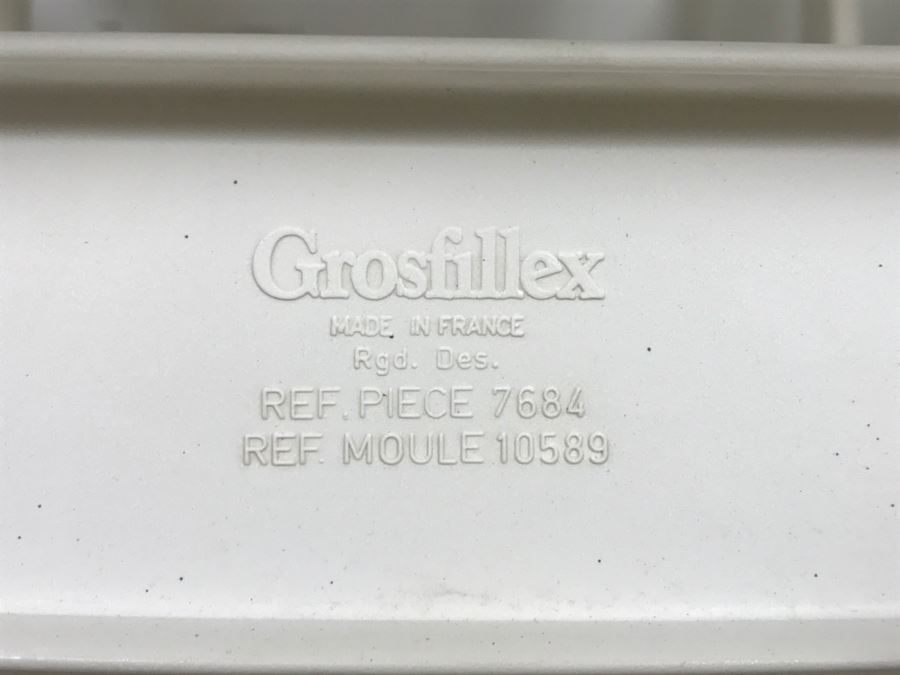 Grosfillex
MADE IN FRANCE
Rgd. Des.
REF. PIECE 7684
REF. MOULE 10589